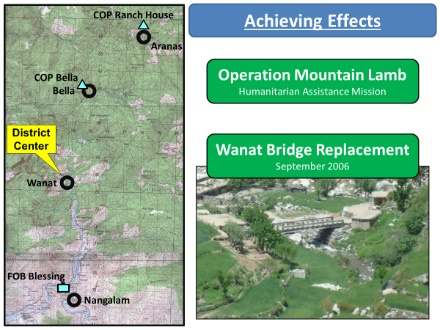 COP Ranch House
Aranas
COP Bella
Bella
District
Center
Wanat
FOB Blessing
Nangalam
Achieving Effects
Operation Mountain Lamb
Humanitarian Assistance Mission
Wanat Bridge Replacement
September 2006